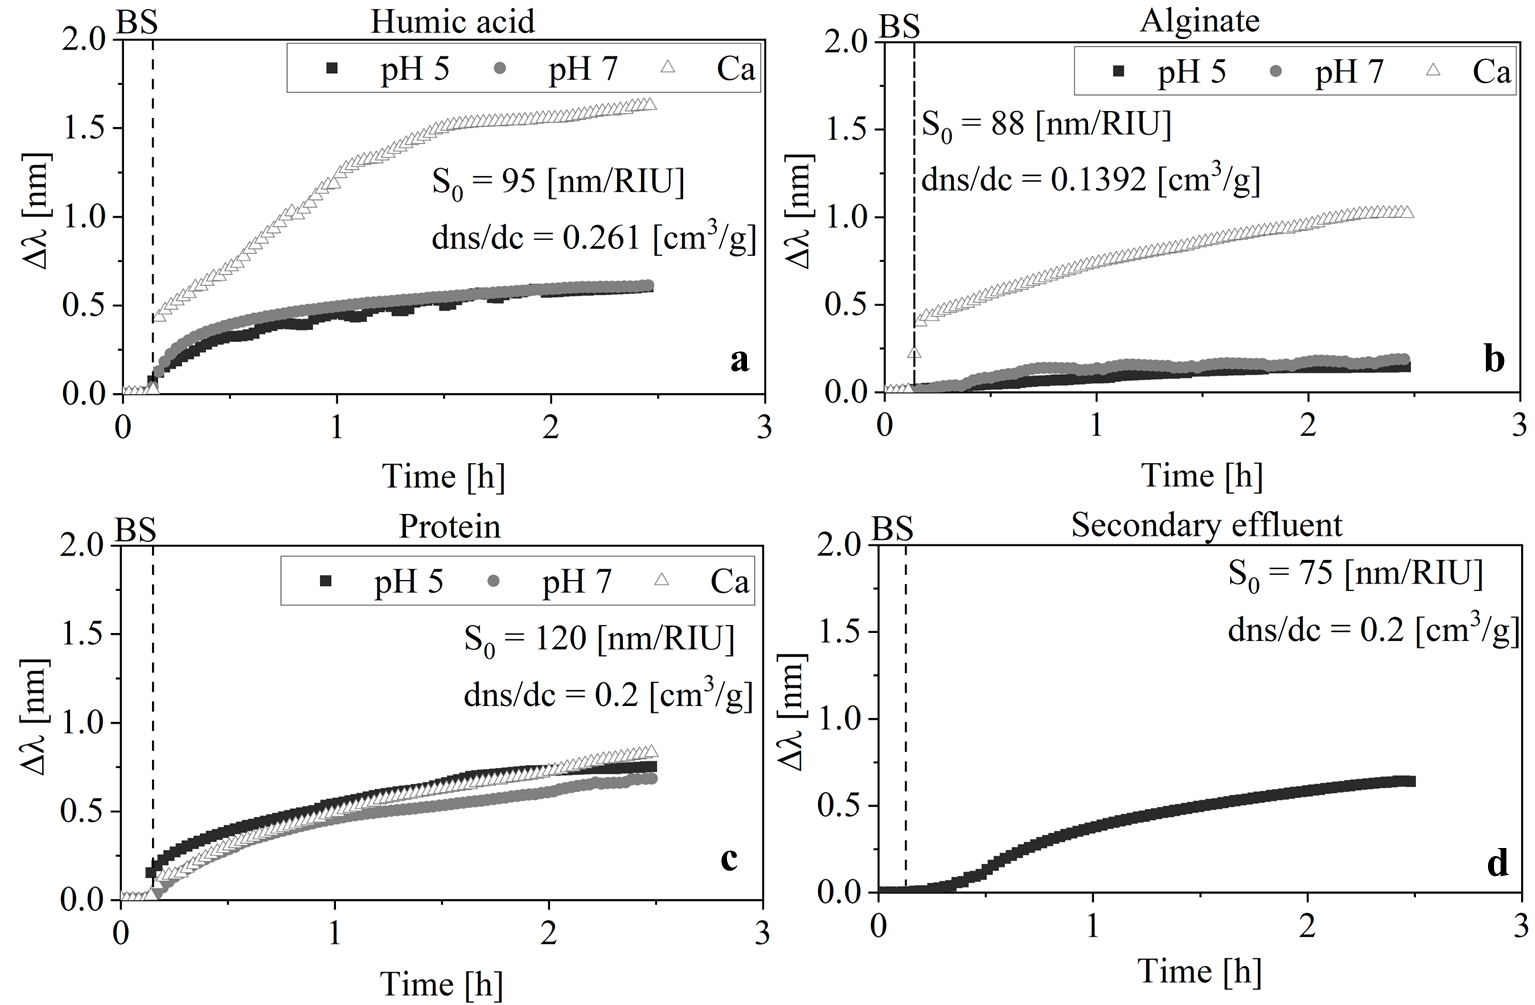 BS Humic acid
2.0
pH 5 pH 7 Ca
1.5
S₀ = 95 [nm/RIU]
1.0
dns/dc = 0.261 [cm³/g]
0.5
a
0.0
0 1 2 3
Δλ [nm]
Time [h]
BS Alginate
2.0
pH 5 pH 7 Ca
1.5
S₀ = 88 [nm/RIU]
dns/dc = 0.1392 [cm³/g]
1.0
0.5
b
0.0
0 1 2 3
Δλ [nm]
Time [h]
BS Protein
2.0
pH 5 pH 7 Ca
1.5
S₀ = 120 [nm/RIU]
dns/dc = 0.2 [cm³/g]
1.0
0.5
c
0.0
0 1 2 3
Δλ [nm]
Time [h]
BS Secondary effluent
2.0
S₀ = 75 [nm/RIU]
dns/dc = 0.2 [cm³/g]
1.5
1.0
0.5
d
0.0
0 1 2 3
Δλ [nm]
Time [h]